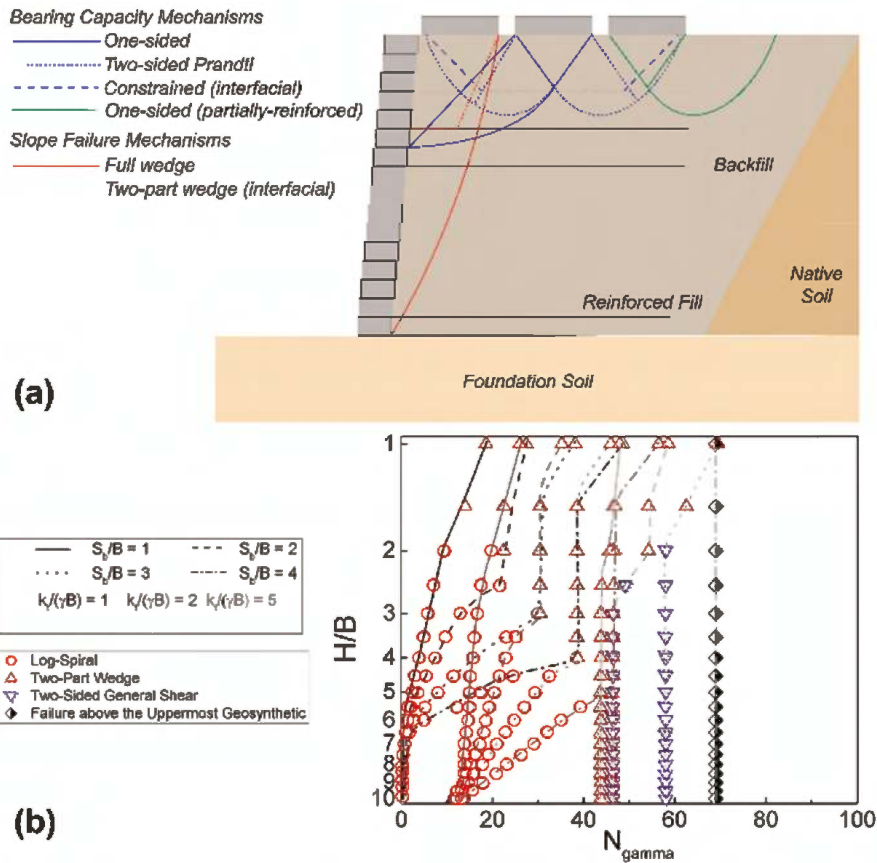 Bearing Capacity Mechanisms
One-sided
Two-sided Prandtl
Constrained (interfacial)
One-sided (partially-reinforced)
Slope Failure Mechanisms
Full wedge
Two-part wedge (interfacial)
Backfill
Native
Soil
Reinforced Fill
Foundation Soil
(a)
S_b/B = 1 S_b/B = 2
S_b/B = 3 S_b/B = 4
k_r/(γB) = 1 k_r/(γB) = 2 k_r/(γB) = 5
Log-Spiral
Two-Part Wedge
Two-Sided General Shear
Failure above the Uppermost Geosynthetic
H/B
1
2
3
4
5
6
7
8
9
10
0 20 40 60 80 100
N_gamma
(b)